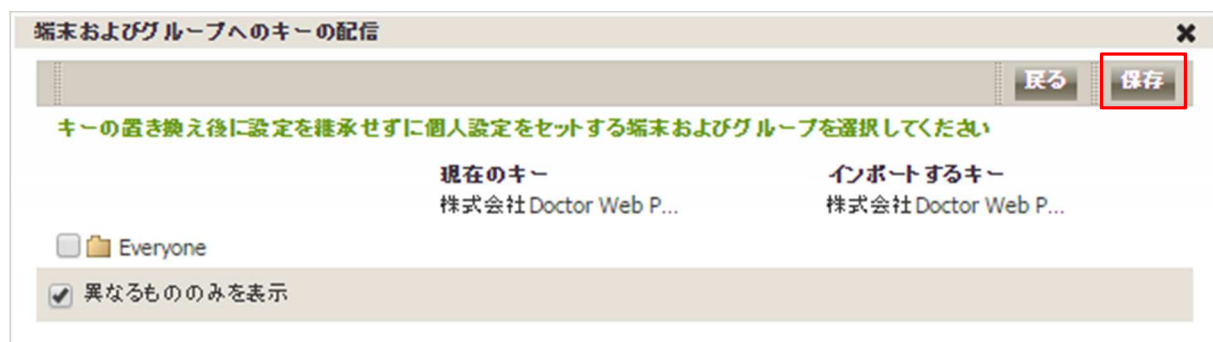 端末およびグループへのキーの配信
戻る 保存
キーの置き換え後に設定を継承せずに個人設定をセットする端末およびグループを選択してください
現在のキー インポートするキー
株式会社Doctor Web P... 株式会社Doctor Web P...
Everyone
異なるもののみを表示